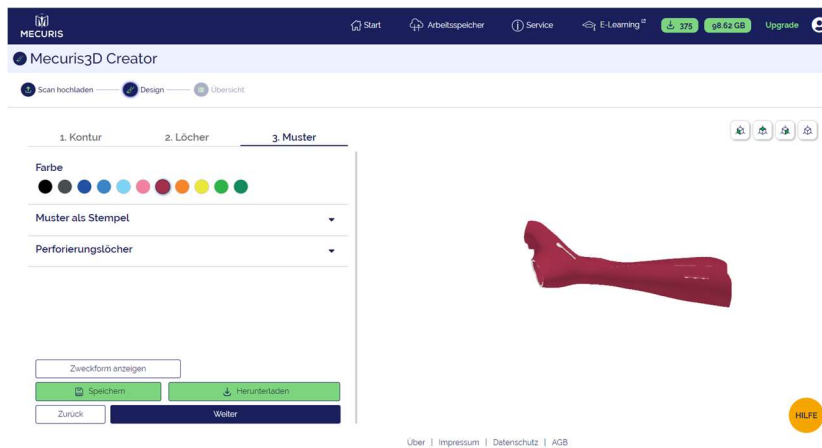 MECURIS
Start
Arbeitsspeicher
Service
E-Learning
375
98.62 GB
Upgrade
Mecuris3D Creator
Scan hochladen
Design
Übersicht
1. Kontur
2. Löcher
3. Muster
Farbe
Muster als Stempel
Perforierungslöcher
Zweckform anzeigen
Speichern
Herunterladen
Zurück
Weiter
HILFE
Über | Impressum | Datenschutz | AGB